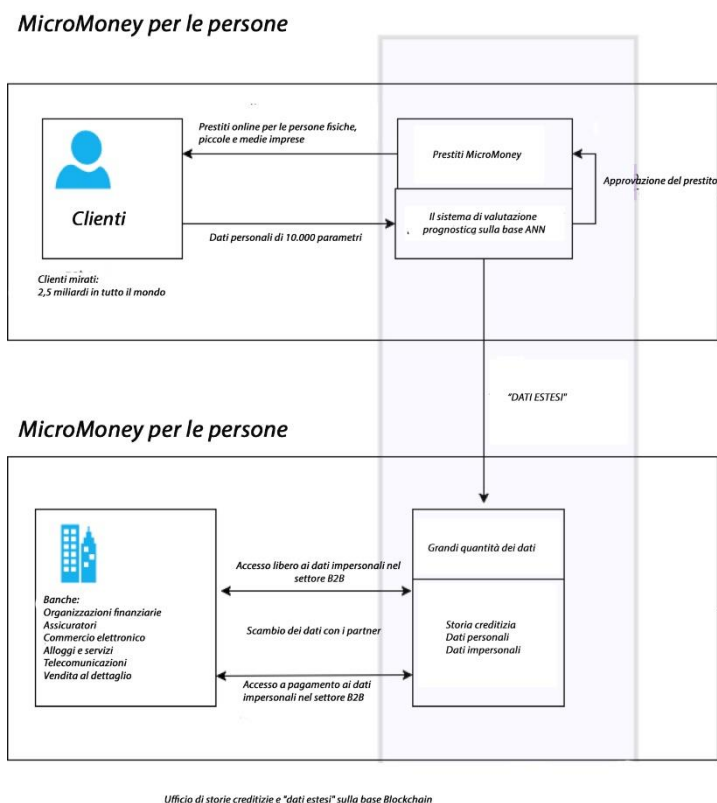 MicroMoney per le persone
Prestiti online per le persone fisiche,
piccole e medie imprese
Prestiti MicroMoney
Approvazione del prestito
Clienti
Il sistema di valutazione
prognostica sulla base ANN
Dati personali di 10.000 parametri
Clienti mirati:
2,5 miliardi in tutto il mondo
"DATI ESTESI"
MicroMoney per le persone
Grandi quantità dei dati
Accesso libero ai dati impersonali nel
settore B2B
Banche:
Organizzazioni finanziarie
Assicuratori
Commercio elettronico
Alloggi e servizi
Telecomunicazioni
Vendita al dettaglio
Scambio dei dati con i partner
Storia creditizia
Dati personali
Dati impersonali
Accesso a pagamento ai dati
impersonali nel settore B2B
Ufficio di storie creditizie e "dati estesi" sulla base Blockchain